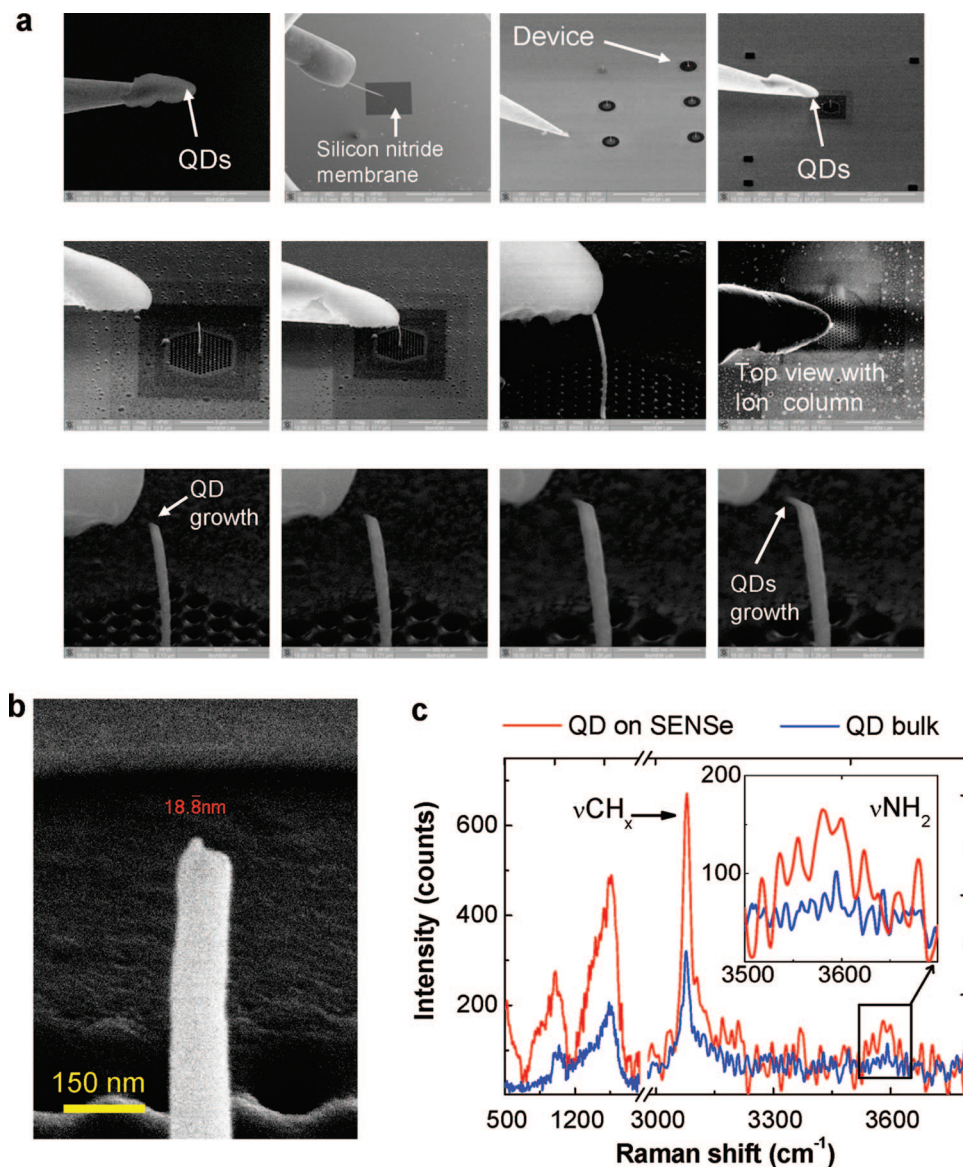 a
QDs
Silicon nitride
membrane
Device
QDs
Top view with
Ion column
QD
growth
QDs
growth
b
18.8nm
150 nm
c
QD on SENSe
QD bulk
Intensity (counts)
600
400
200
νCHₓ
200
100
0
νNH₂
3500
3600
500
1200
3000
3300
3600
Raman shift (cm⁻¹)